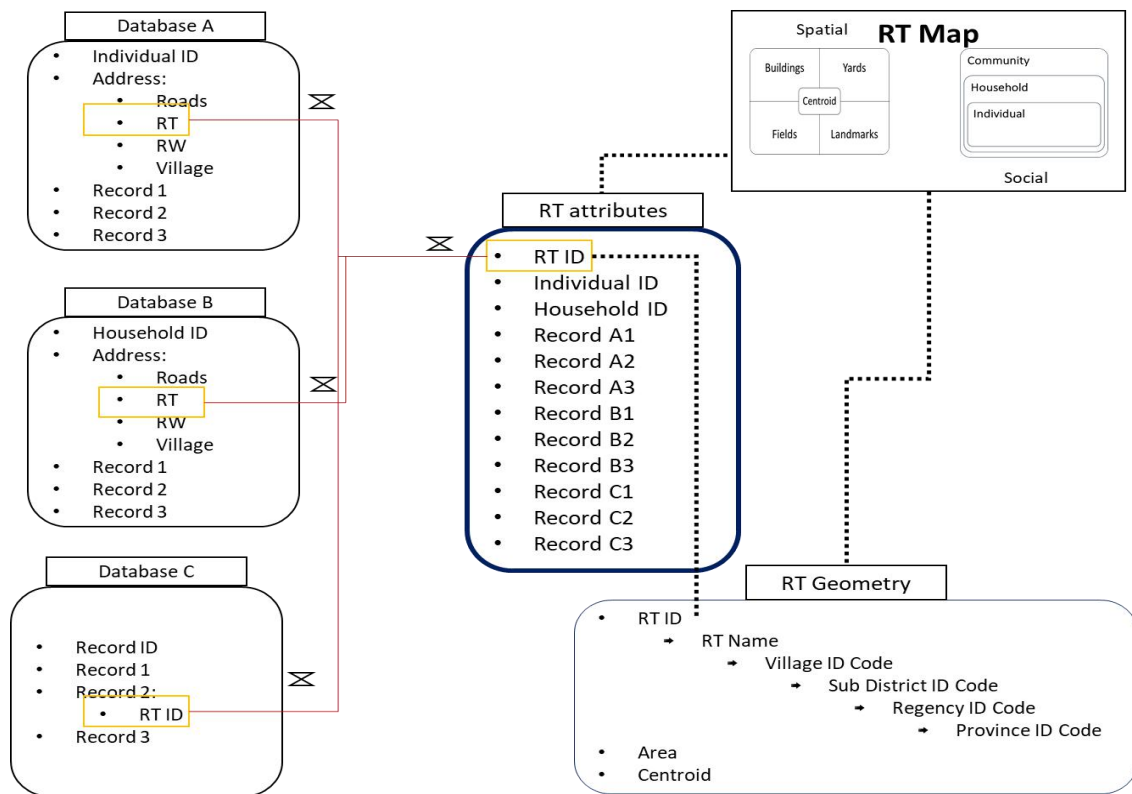 Database A
• Individual ID
• Address:
• Roads
• RT
• RW
• Village
• Record 1
• Record 2
• Record 3
Database B
• Household ID
• Address:
• Roads
• RT
• RW
• Village
• Record 1
• Record 2
• Record 3
Database C
• Record ID
• Record 1
• Record 2:
• RT ID
• Record 3
RT attributes
• RT ID
• Individual ID
• Household ID
• Record A1
• Record A2
• Record A3
• Record B1
• Record B2
• Record B3
• Record C1
• Record C2
• Record C3
RT Map
Spatial
Buildings
Yards
Centroid
Fields
Landmarks
Community
Household
Individual
Social
RT Geometry
• RT ID
➡ RT Name
➡ Village ID Code
➡ Sub District ID Code
➡ Regency ID Code
➡ Province ID Code
• Area
• Centroid